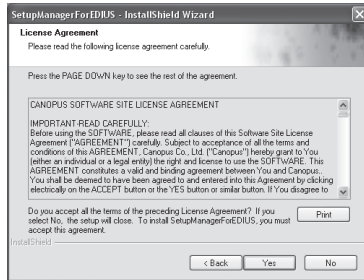 SetupManagerForEDIUS - InstallShield Wizard
License Agreement
Please read the following license agreement carefully.
Press the PAGE DOWN key to see the rest of the agreement.
CANOPUS SOFTWARE SITE LICENSE AGREEMENT
IMPORTANT-READ CAREFULLY:
Before using the SOFTWARE, please read all clauses of this Software Site License
Agreement ("AGREEMENT") carefully. Subject to acceptance of all the terms and
conditions of this AGREEMENT, Canopus Co., Ltd. ("Canopus") hereby grant to You
(either an individual or a legal entity) the right and license to use the SOFTWARE. This
AGREEMENT constitutes a valid and binding agreement between You and Canopus..
You shall be deemed to have been agreed to and entered into this Agreement by clicking
electrically on the ACCEPT button or the YES button or similar button. If You disagree to
Do you accept all the terms of the preceding License Agreement? If you
select No, the setup will close. To install SetupManagerForEDIUS, you must
accept this agreement.
Print
InstallShield
< Back
Yes
No